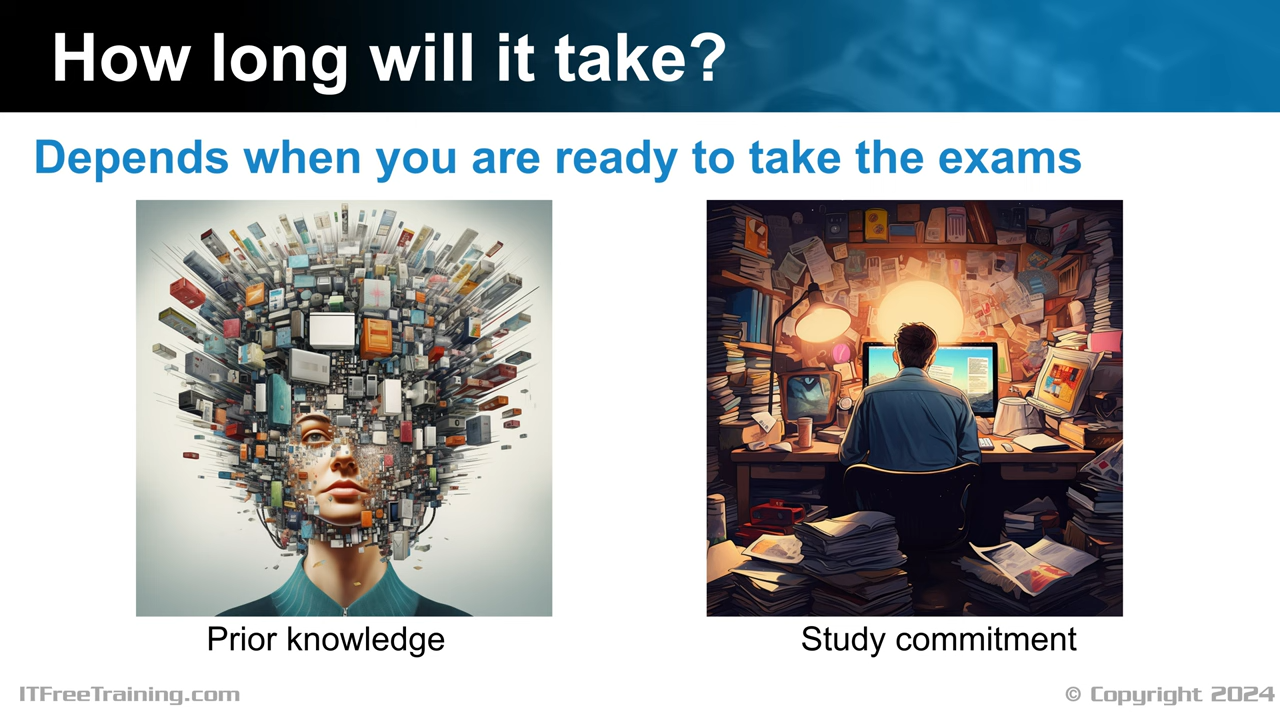 How long will it take?
Depends when you are ready to take the exams
Prior knowledge
Study commitment
ITFreeTraining.com
© Copyright 2024